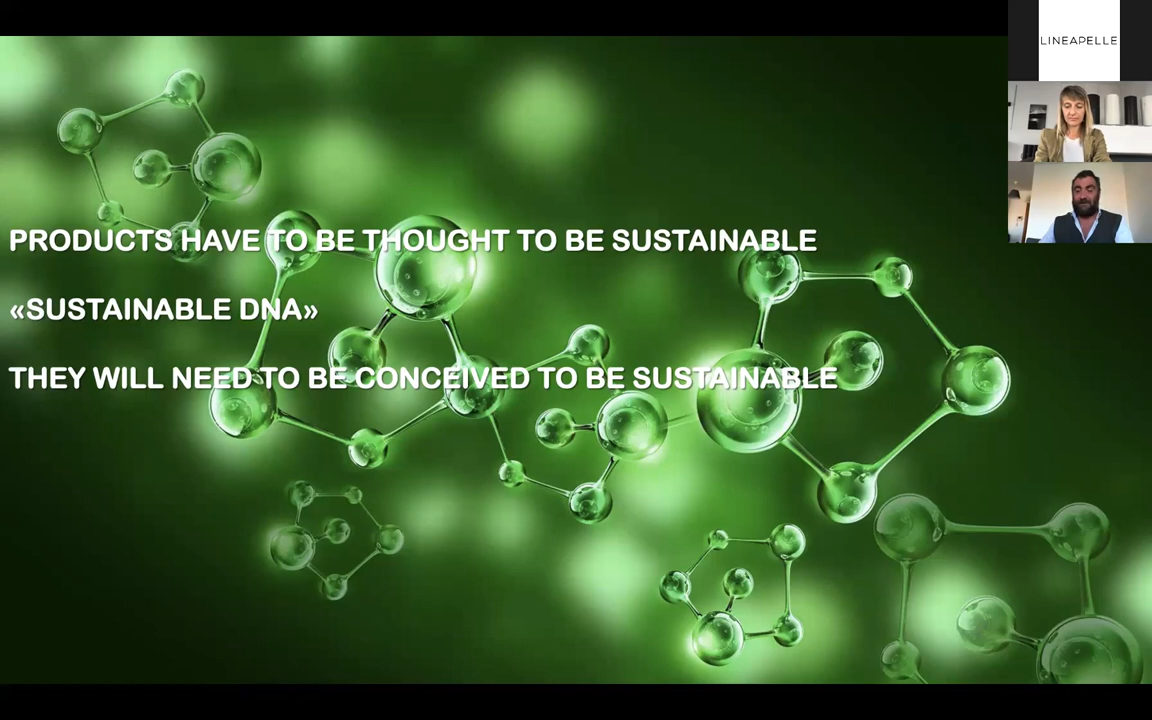 LINEAPELLE
PRODUCTS HAVE TO BE THOUGHT TO BE SUSTAINABLE
«SUSTAINABLE DNA»
THEY WILL NEED TO BE CONCEIVED TO BE SUSTAINABLE